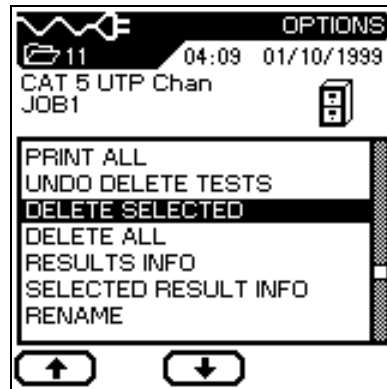 OPTIONS
11 04:09 01/10/1999
CAT 5 UTP Chan
JOB1
PRINT ALL
UNDO DELETE TESTS
DELETE SELECTED
DELETE ALL
RESULTS INFO
SELECTED RESULT INFO
RENAME